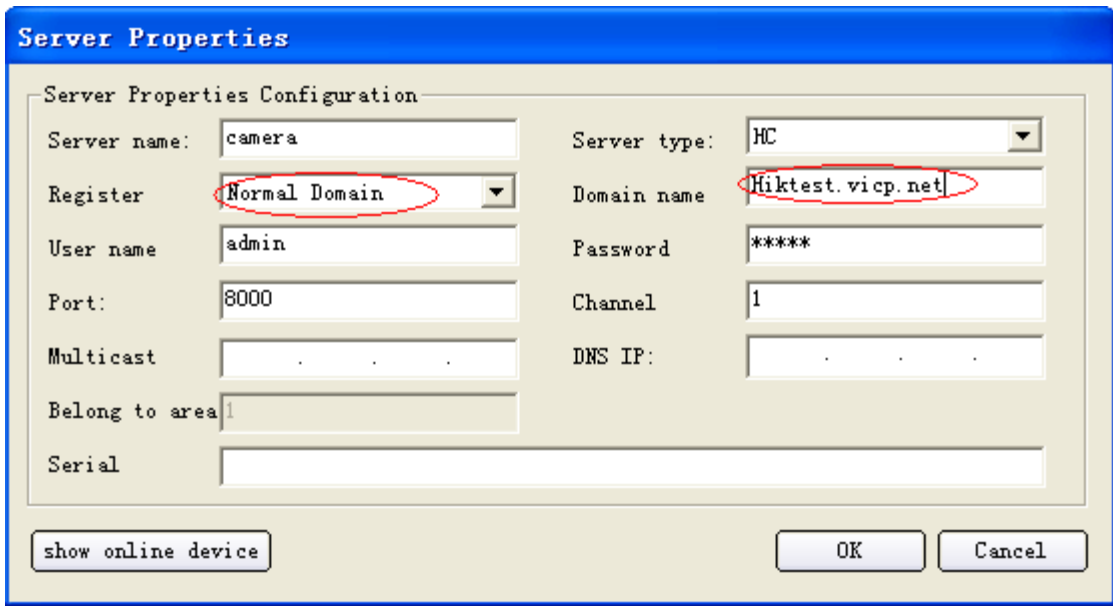 Server Properties
Server Properties Configuration
Server name: camera Server type: HC
Register Normal Domain Domain name Hiktest.vicp.net
User name admin Password *****
Port: 8000 Channel 1
Multicast . . . DNS IP: . . .
Belong to area 1
Serial
show online device OK Cancel